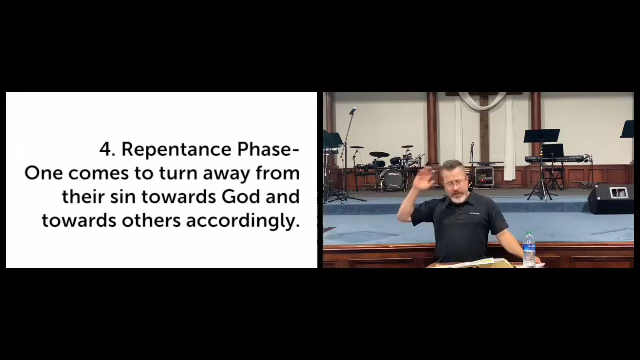 4. Repentance Phase-
One comes to turn away from
their sin towards God and
towards others accordingly.